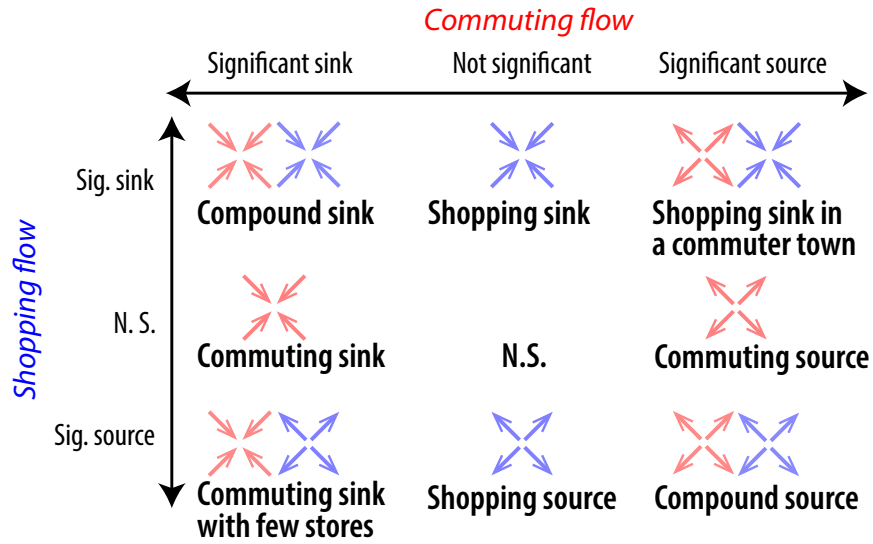 Commuting flow
Significant sink
Not significant
Significant source
Shopping flow
Sig. sink
Compound sink
Shopping sink
Shopping sink in
a commuter town
N. S.
Commuting sink
N.S.
Commuting source
Sig. source
Commuting sink
with few stores
Shopping source
Compound source